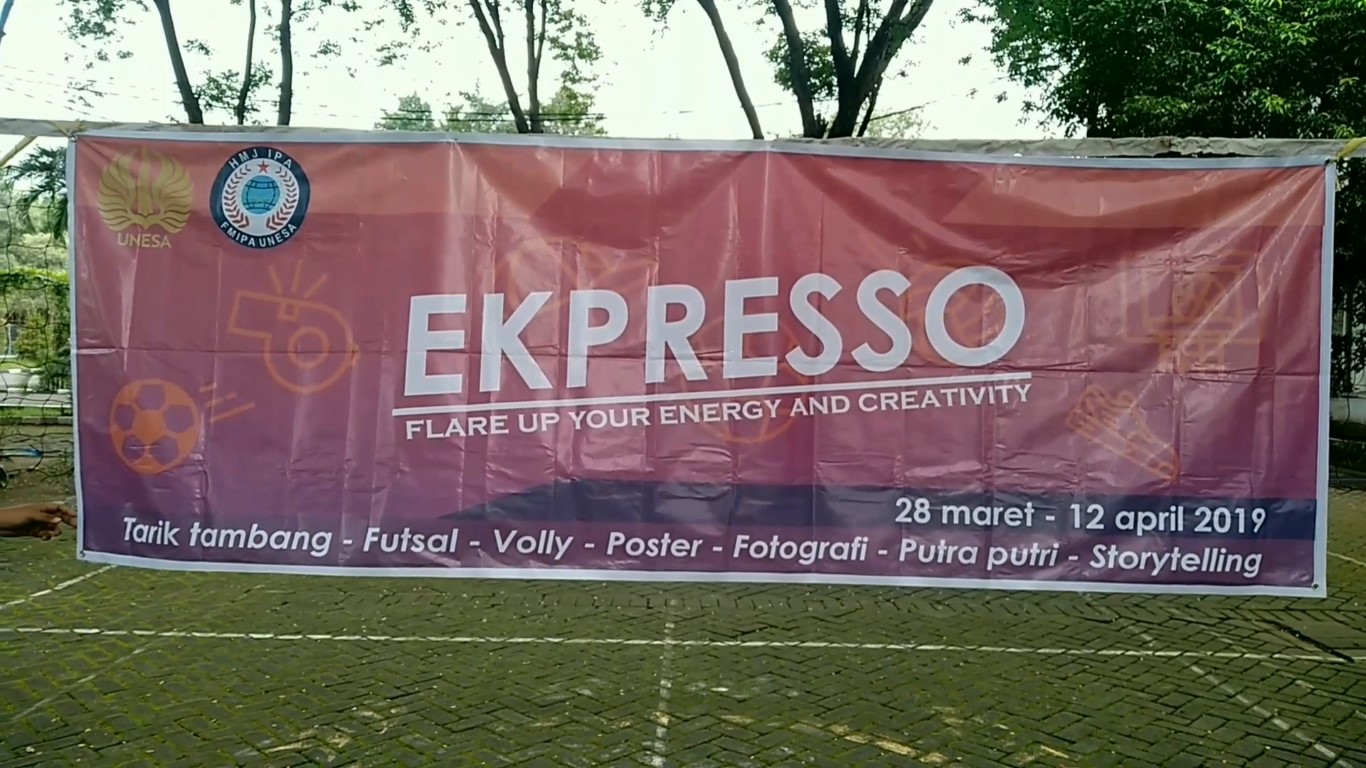 UNESA
HMJ IPA
FMIPA UNESA
EKPRESSO
FLARE UP YOUR ENERGY AND CREATIVITY
28 maret - 12 april 2019
Tarik tambang - Futsal - Volly - Poster - Fotografi - Putra putri - Storytelling